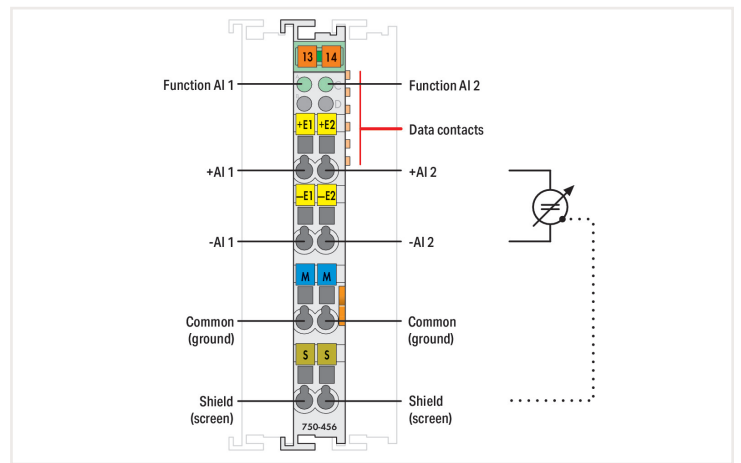 13 14
Function AI 1
Function AI 2
C
D
Data contacts
+E1 +E2
+AI 1
+AI 2
–E1 –E2
-AI 1
-AI 2
M M
Common
(ground)
Common
(ground)
S S
Shield
(screen)
Shield
(screen)
750-456